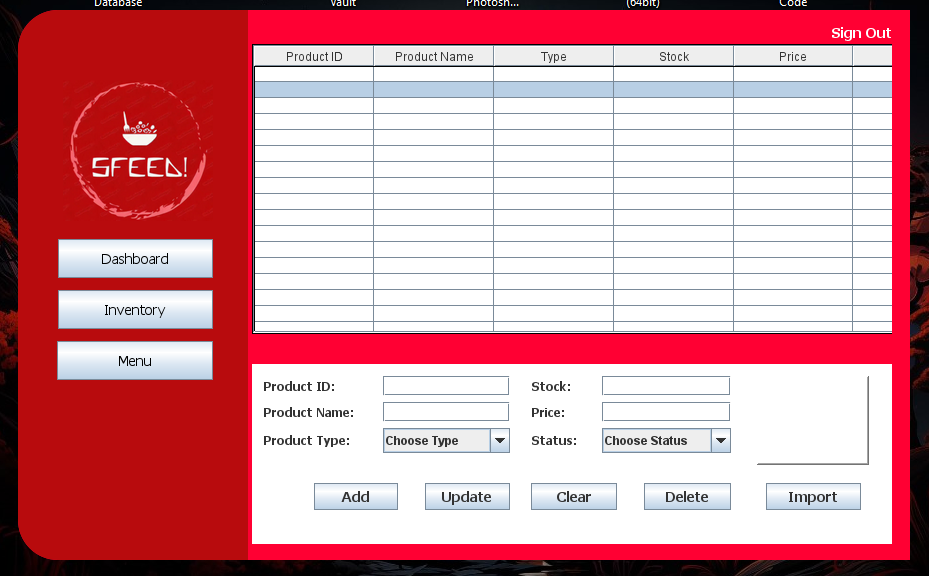 Database Vault Photosh... (64bit) Code
Sign Out
SFEED!
Dashboard
Inventory
Menu
Product ID Product Name Type Stock Price
Product ID: Stock:
Product Name: Price:
Product Type: Choose Type Status: Choose Status
Add Update Clear Delete Import